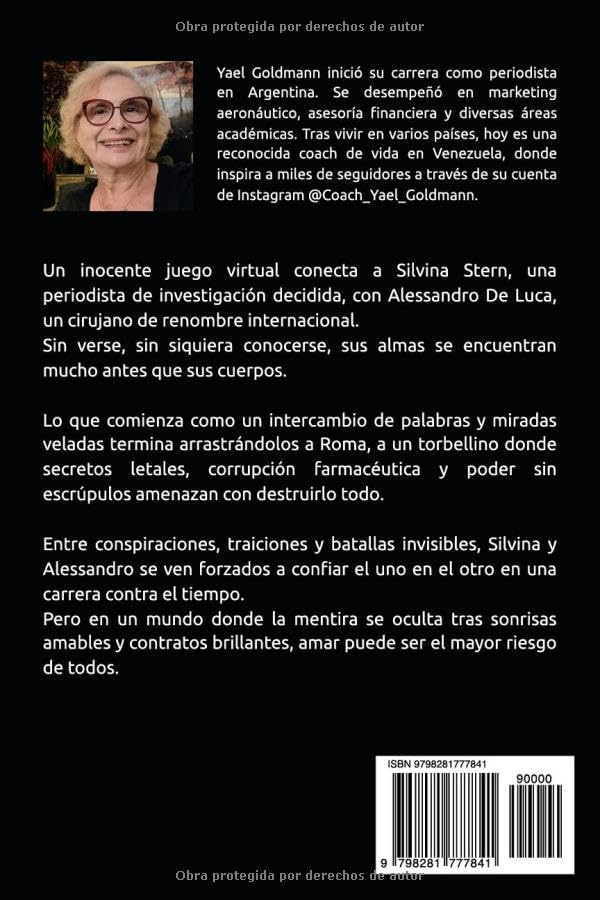 Obra protegida por derechos de autor
Yael Goldmann inició su carrera como periodista
en Argentina. Se desempeñó en marketing
aeronáutico, asesoría financiera y diversas áreas
académicas. Tras vivir en varios países, hoy es una
reconocida coach de vida en Venezuela, donde
inspira a miles de seguidores a través de su cuenta
de Instagram @Coach_Yael_Goldmann.
Un inocente juego virtual conecta a Silvina Stern, una
periodista de investigación decidida, con Alessandro De Luca,
un cirujano de renombre internacional.
Sin verse, sin siquiera conocerse, sus almas se encuentran
mucho antes que sus cuerpos.
Lo que comienza como un intercambio de palabras y miradas
veladas termina arrastrándolos a Roma, a un torbellino donde
secretos letales, corrupción farmacéutica y poder sin
escrúpulos amenazan con destruirlo todo.
Entre conspiraciones, traiciones y batallas invisibles, Silvina y
Alessandro se ven forzados a confiar el uno en el otro en una
carrera contra el tiempo.
Pero en un mundo donde la mentira se oculta tras sonrisas
amables y contratos brillantes, amar puede ser el mayor riesgo
de todos.
ISBN 9798281777841
90000
9 798281 777841
Obra protegida por derechos de autor